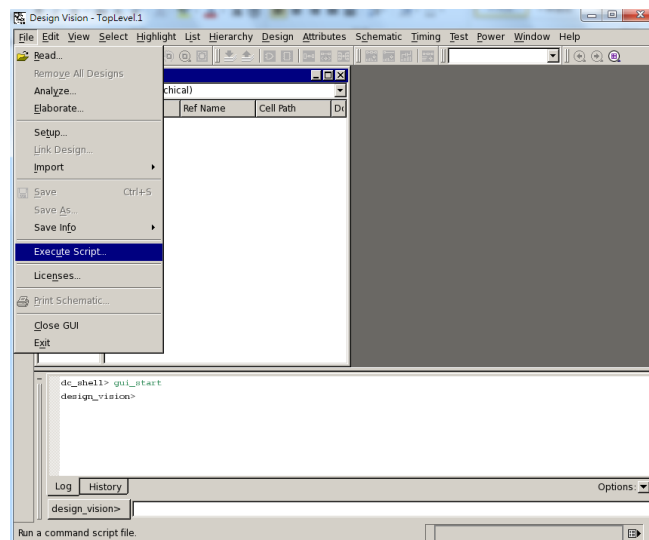 Design Vision - TopLevel.1
File Edit View Select Highlight List Hierarchy Design Attributes Schematic Timing Test Power Window Help
Read...
Remove All Designs
Analyze...
Elaborate...
Setup...
Link Design...
Import
Save Ctrl+S
Save As...
Save Info
Execute Script...
Licenses...
Print Schematic...
Close GUI
Exit
chical)
Ref Name Cell Path
dc_shell> gui_start
design_vision>
Log History Options:
design_vision>
Run a command script file.